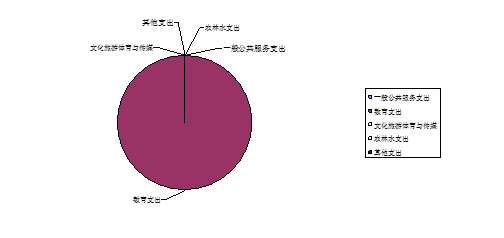 其他支出
农林水支出
文化旅游体育与传媒
一般公共服务支出
教育支出
一般公共服务支出
教育支出
文化旅游体育与传媒
农林水支出
其他支出